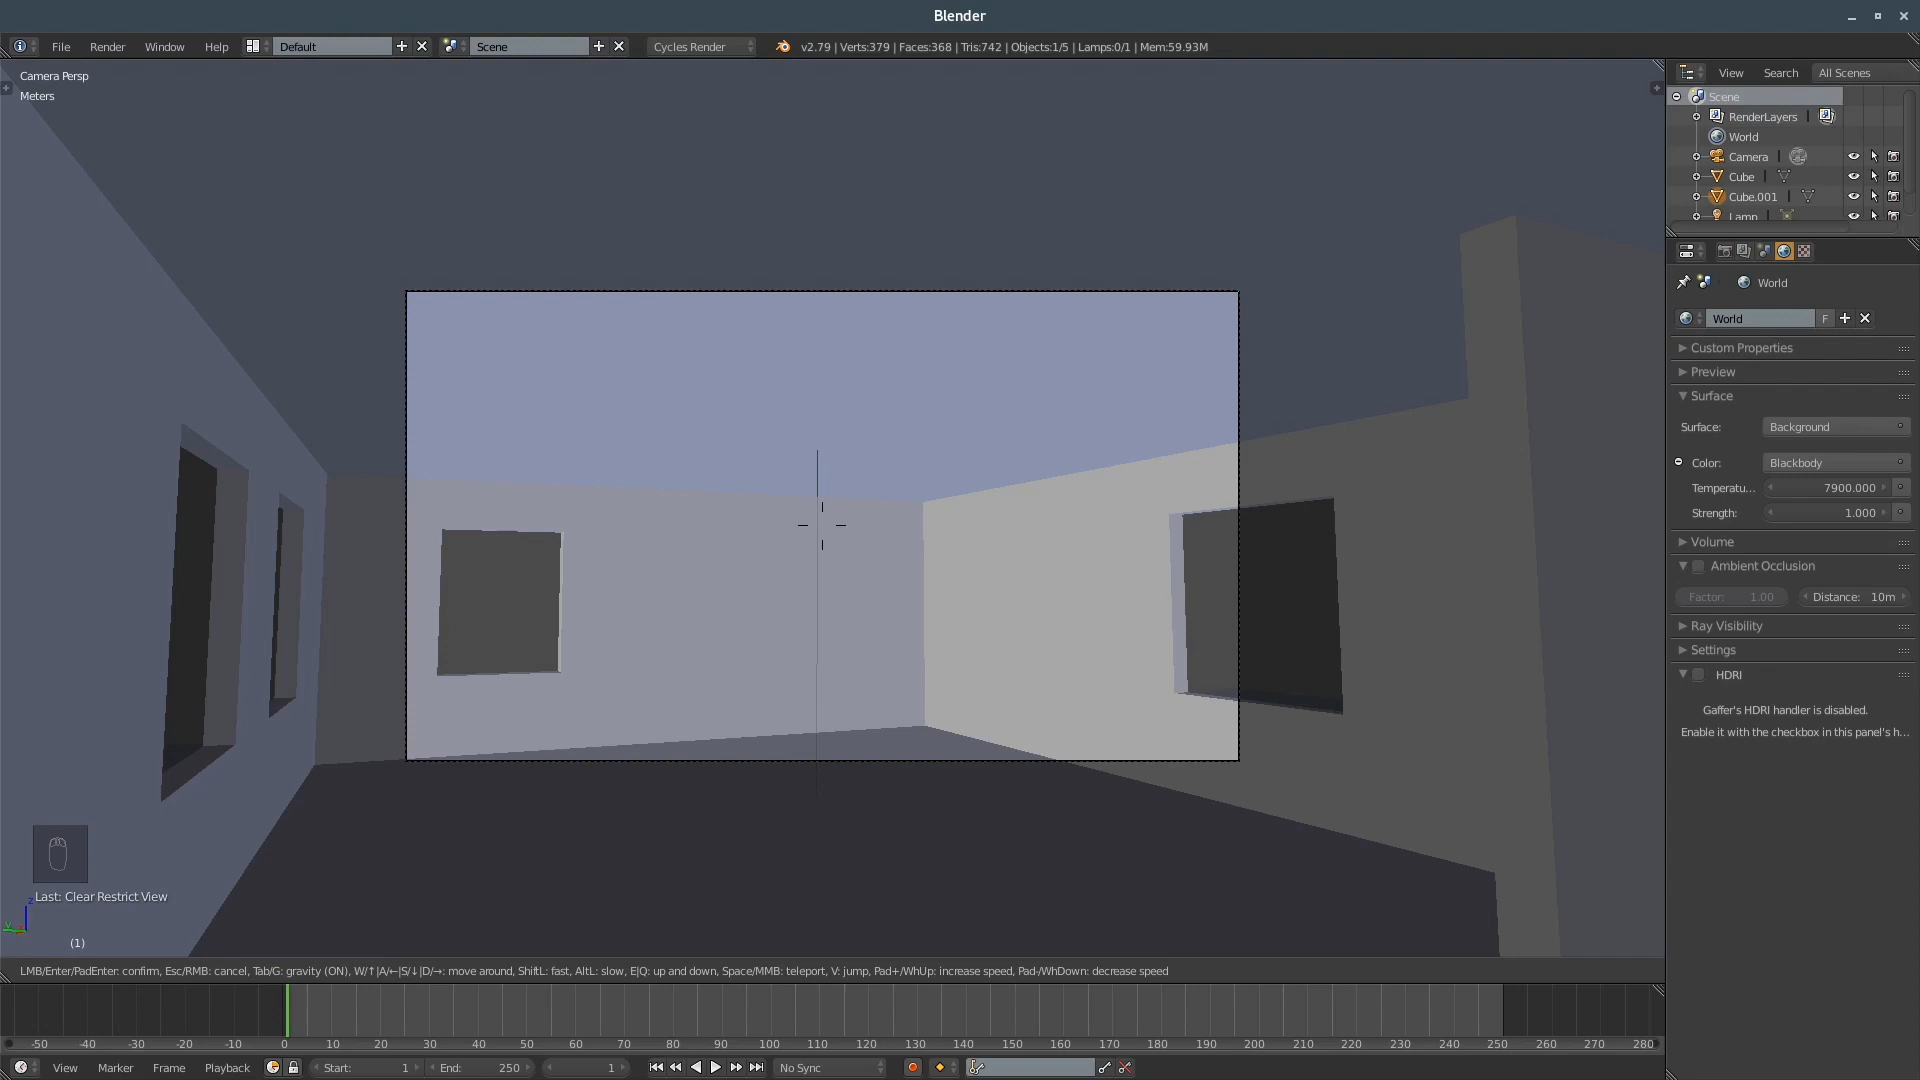 Blender
File Render Window Help Default Scene Cycles Render v2.79 | Verts:379 | Faces:368 | Tris:742 | Objects:1/5 | Lamps:0/1 | Mem:59.93M
Camera Persp
Meters
View Search All Scenes
Scene
RenderLayers
World
Camera
Cube
Cube.001
Lamp
World
World F
Custom Properties
Preview
Surface
Surface: Background
Color: Blackbody
Temperatu... 7900.000
Strength: 1.000
Volume
Ambient Occlusion
Factor: 1.00 Distance: 10m
Ray Visibility
Settings
HDRI
Gaffer's HDRI handler is disabled.
Enable it with the checkbox in this panel's h...
Last: Clear Restrict View
z
y
(1)
LMB/Enter/PadEnter: confirm, Esc/RMB: cancel, Tab/G: gravity (ON), W/↑|A/←|S/↓|D/→: move around, ShiftL: fast, AltL: slow, E|Q: up and down, Space/MMB: teleport, V: jump, Pad+/WhUp: increase speed, Pad-/WhDown: decrease speed
-50 -40 -30 -20 -10 0 10 20 30 40 50 60 70 80 90 100 110 120 130 140 150 160 170 180 190 200 210 220 230 240 250 260 270 280
View Marker Frame Playback Start: 1 End: 250 1 No Sync